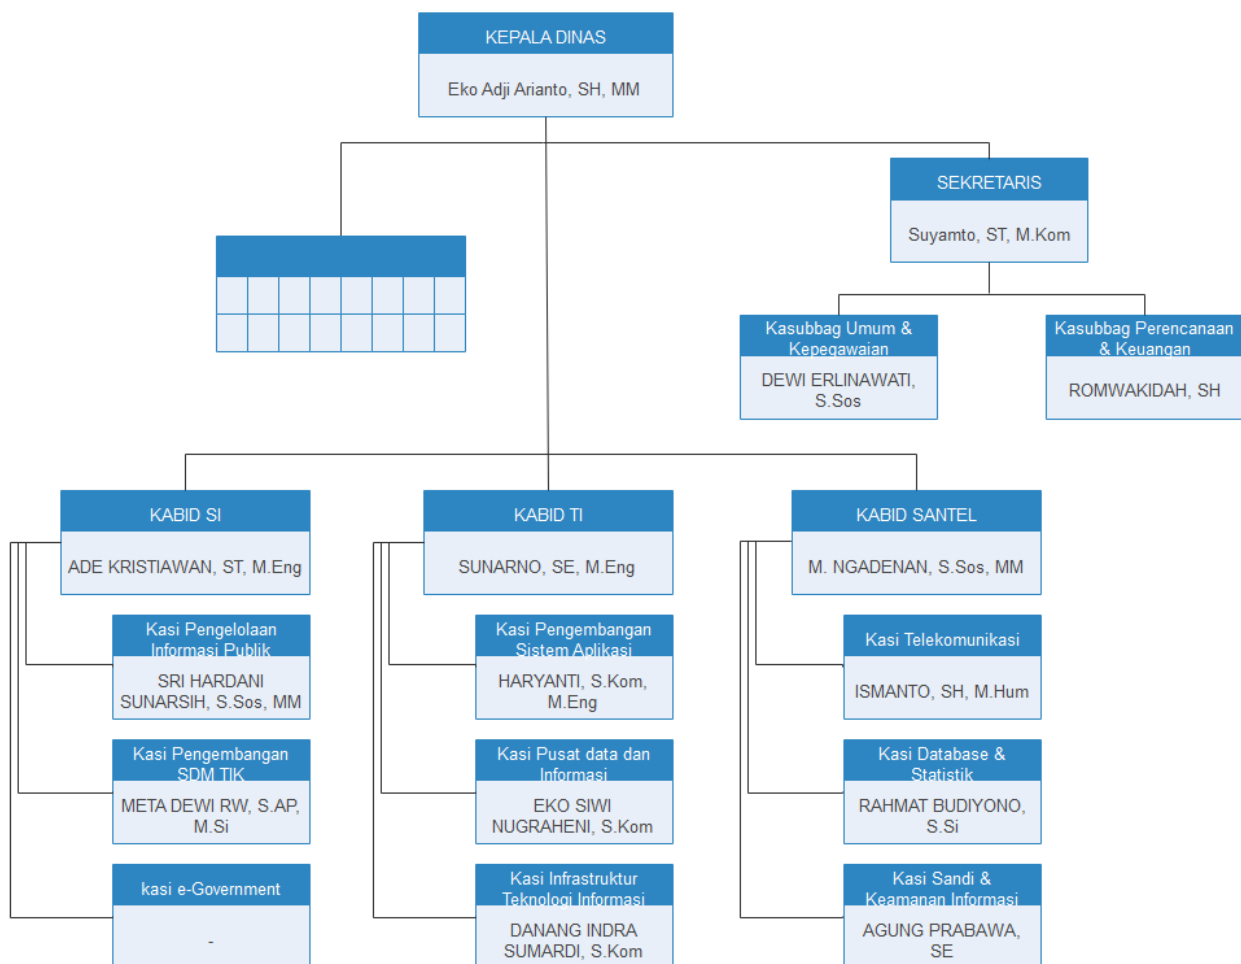 KEPALA DINAS
Eko Adji Arianto, SH, MM
SEKRETARIS
Suyamto, ST, M.Kom
Kasubbag Umum &
Kepegawaian
DEWI ERLINAWATI,
S.Sos
Kasubbag Perencanaan
& Keuangan
ROMWAKIDAH, SH
KABID SI
ADE KRISTIAWAN, ST, M.Eng
Kasi Pengelolaan
Informasi Publik
SRI HARDANI
SUNARSIH, S.Sos, MM
Kasi Pengembangan
SDM TIK
META DEWI RW, S.AP,
M.Si
kasi e-Government
-
KABID TI
SUNARNO, SE, M.Eng
Kasi Pengembangan
Sistem Aplikasi
HARYANTI, S.Kom,
M.Eng
Kasi Pusat data dan
Informasi
EKO SIWI
NUGRAHENI, S.Kom
Kasi Infrastruktur
Teknologi Informasi
DANANG INDRA
SUMARDI, S.Kom
KABID SANTEL
M. NGADENAN, S.Sos, MM
Kasi Telekomunikasi
ISMANTO, SH, M.Hum
Kasi Database &
Statistik
RAHMAT BUDIYONO,
S.Si
Kasi Sandi &
Keamanan Informasi
AGUNG PRABAWA,
SE